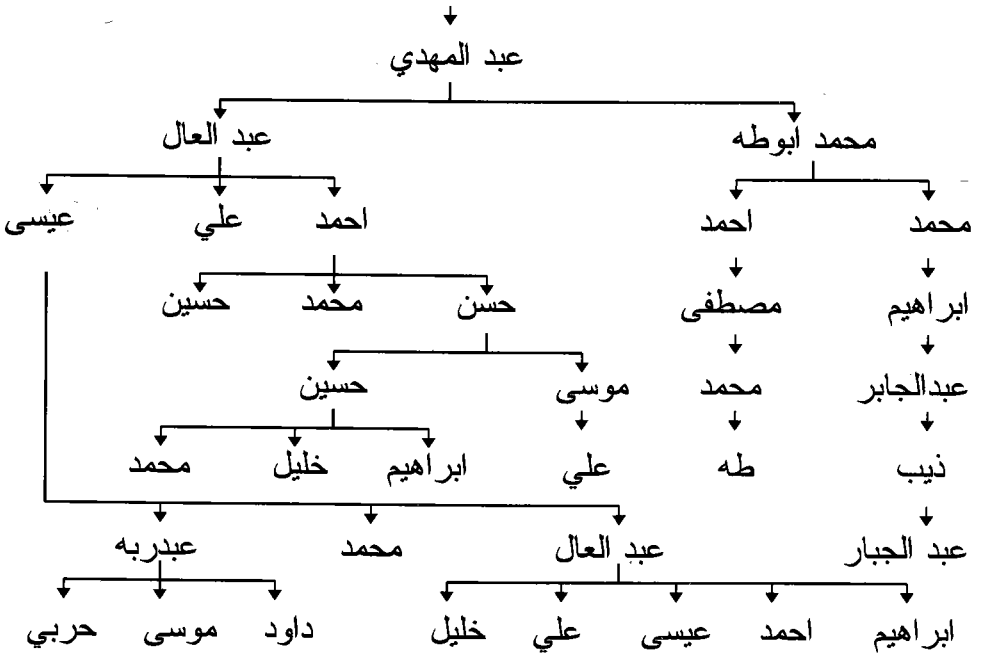 عبد المهدي
محمد ابوطه عبد العال
محمد احمد احمد علي عيسى
ابراهيم مصطفى حسن محمد حسين
عبدالجابر محمد موسى حسين
ذيب طه علي ابراهيم خليل محمد
عبد الجبار عبد العال محمد عبدربه
ابراهيم احمد عيسى علي خليل داود موسى حربي